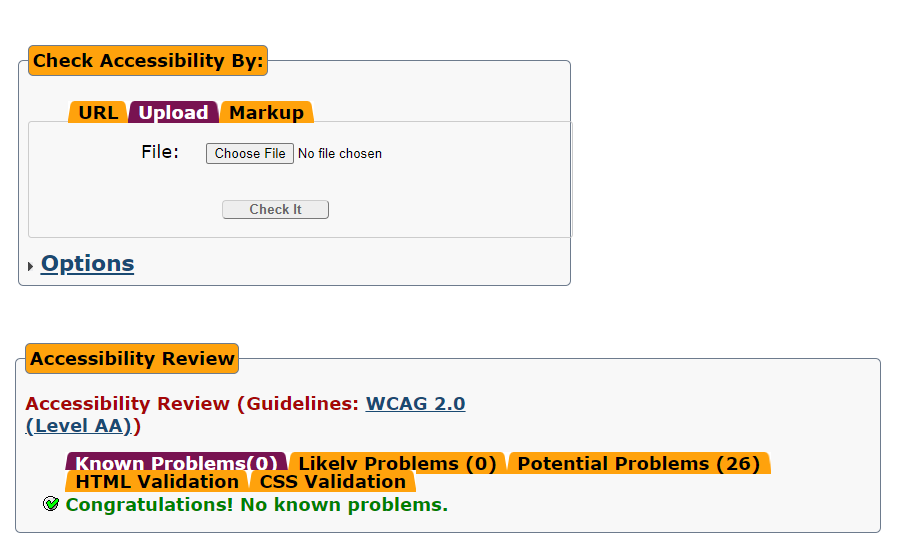 Check Accessibility By:
URL Upload Markup
File: Choose File No file chosen
Check It
Options
Accessibility Review
Accessibility Review (Guidelines: WCAG 2.0
(Level AA))
Known Problems(0) Likely Problems (0) Potential Problems (26)
HTML Validation CSS Validation
Congratulations! No known problems.